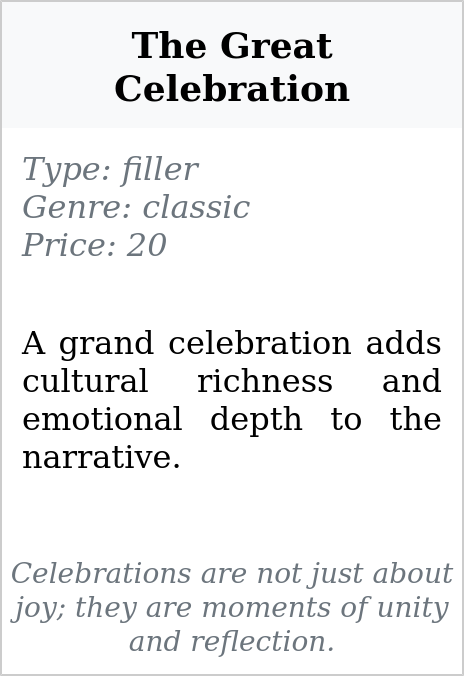 The Great
Celebration
Type: filler
Genre: classic
Price: 20
A grand celebration adds
cultural richness and
emotional depth to the
narrative.
Celebrations are not just about
joy; they are moments of unity
and reflection.